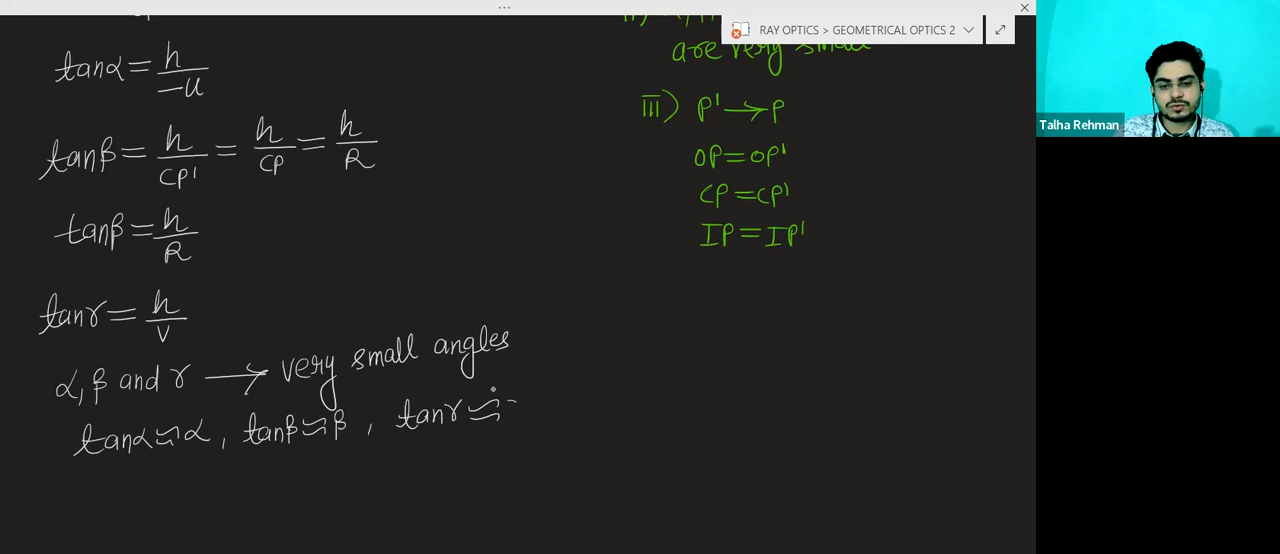 RAY OPTICS > GEOMETRICAL OPTICS 2
are very small
tanα = h/-u
III) P' → P
tanβ = h/CP' = h/CP = h/R
OP = OP'
CP = CP'
tanβ = h/R
IP = IP'
tanγ = h/v
α, β and γ → very small angles
tanα ≈ α, tanβ ≈ β, tanγ ≈
Talha Rehman